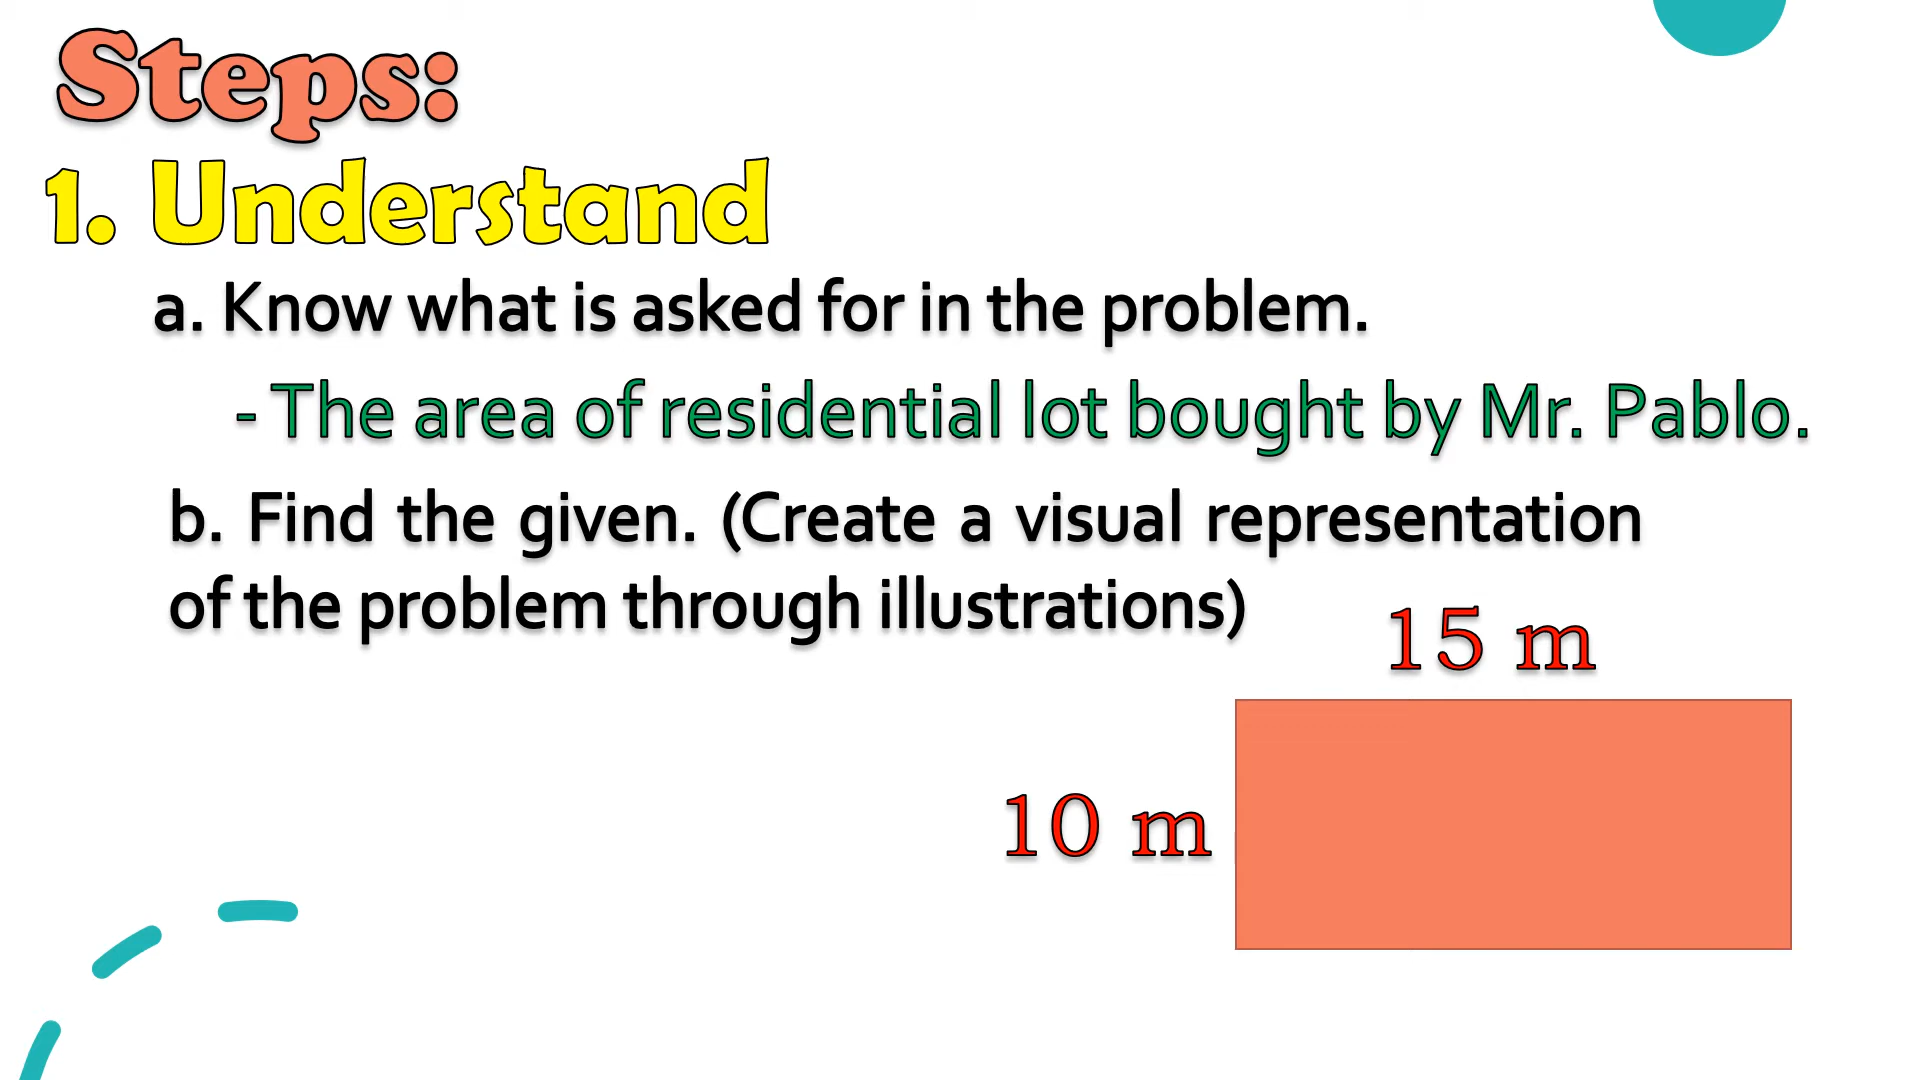 Steps:
1. Understand
a. Know what is asked for in the problem.
- The area of residential lot bought by Mr. Pablo.
b. Find the given. (Create a visual representation
of the problem through illustrations)
15 m
10 m